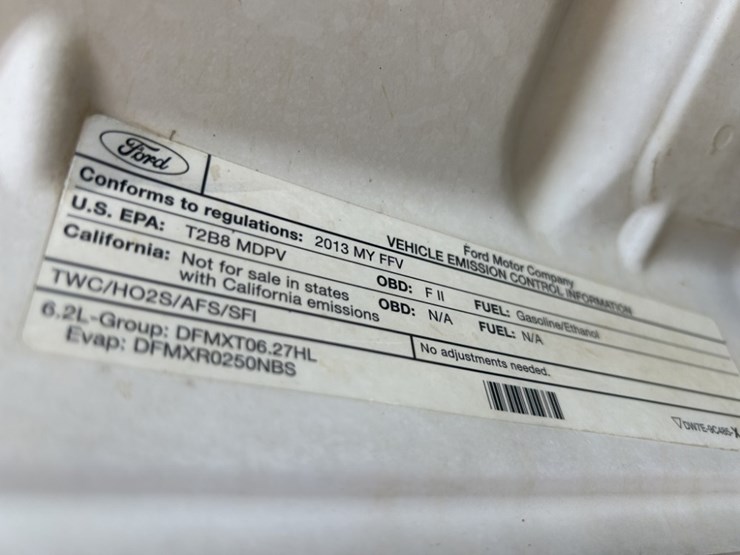 Ford
Ford Motor Company
VEHICLE EMISSION CONTROL INFORMATION
Conforms to regulations: 2013 MY FFV
U.S. EPA: T2B8 MDPV OBD: F II FUEL: Gasoline/Ethanol
California: Not for sale in states with California emissions OBD: N/A FUEL: N/A
TWC/HO2S/AFS/SFI
No adjustments needed.
6.2L-Group: DFMXT06.27HL
Evap: DFMXR0250NBS